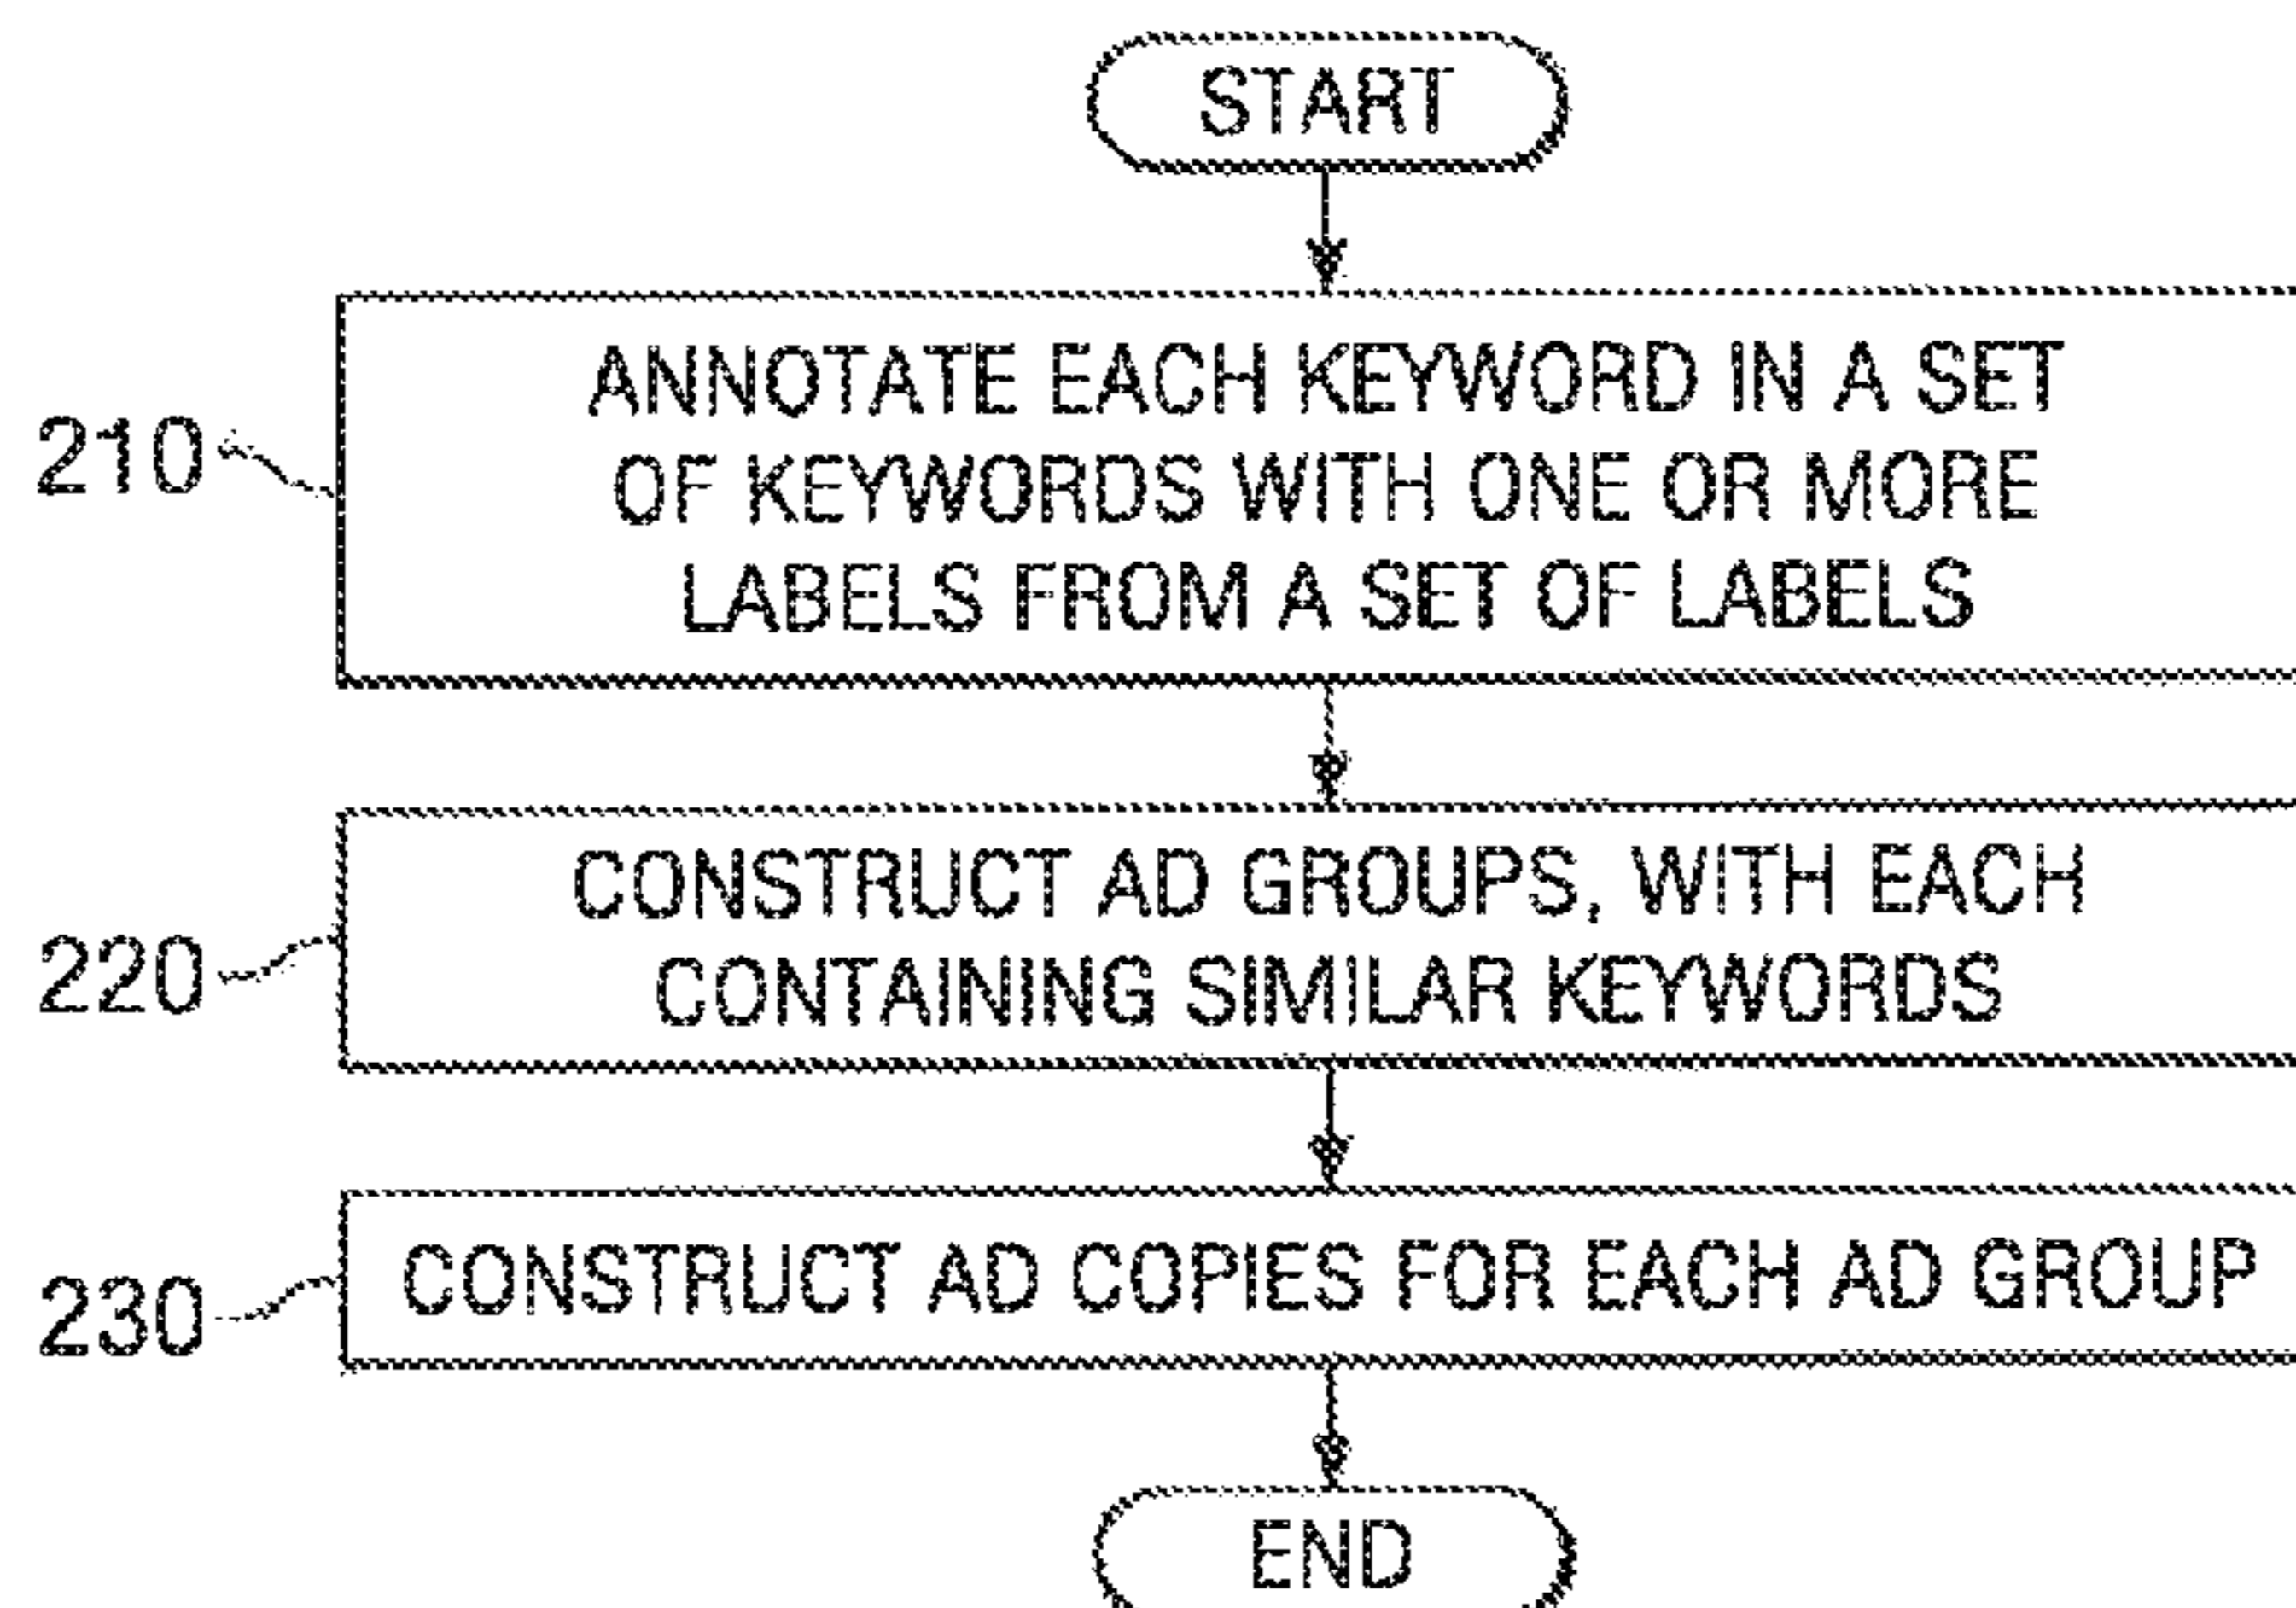 START
ANNOTATE EACH KEYWORD IN A SET
210
OF KEYWORDS WITH ONE OR MORE
LABELS FROM A SET OF LABELS
CONSTRUCT AD GROUPS, WITH EACH
220
CONTAINING SIMILAR KEYWORDS
230
CONSTRUCT AD COPIES FOR EACH AD GROUP
END